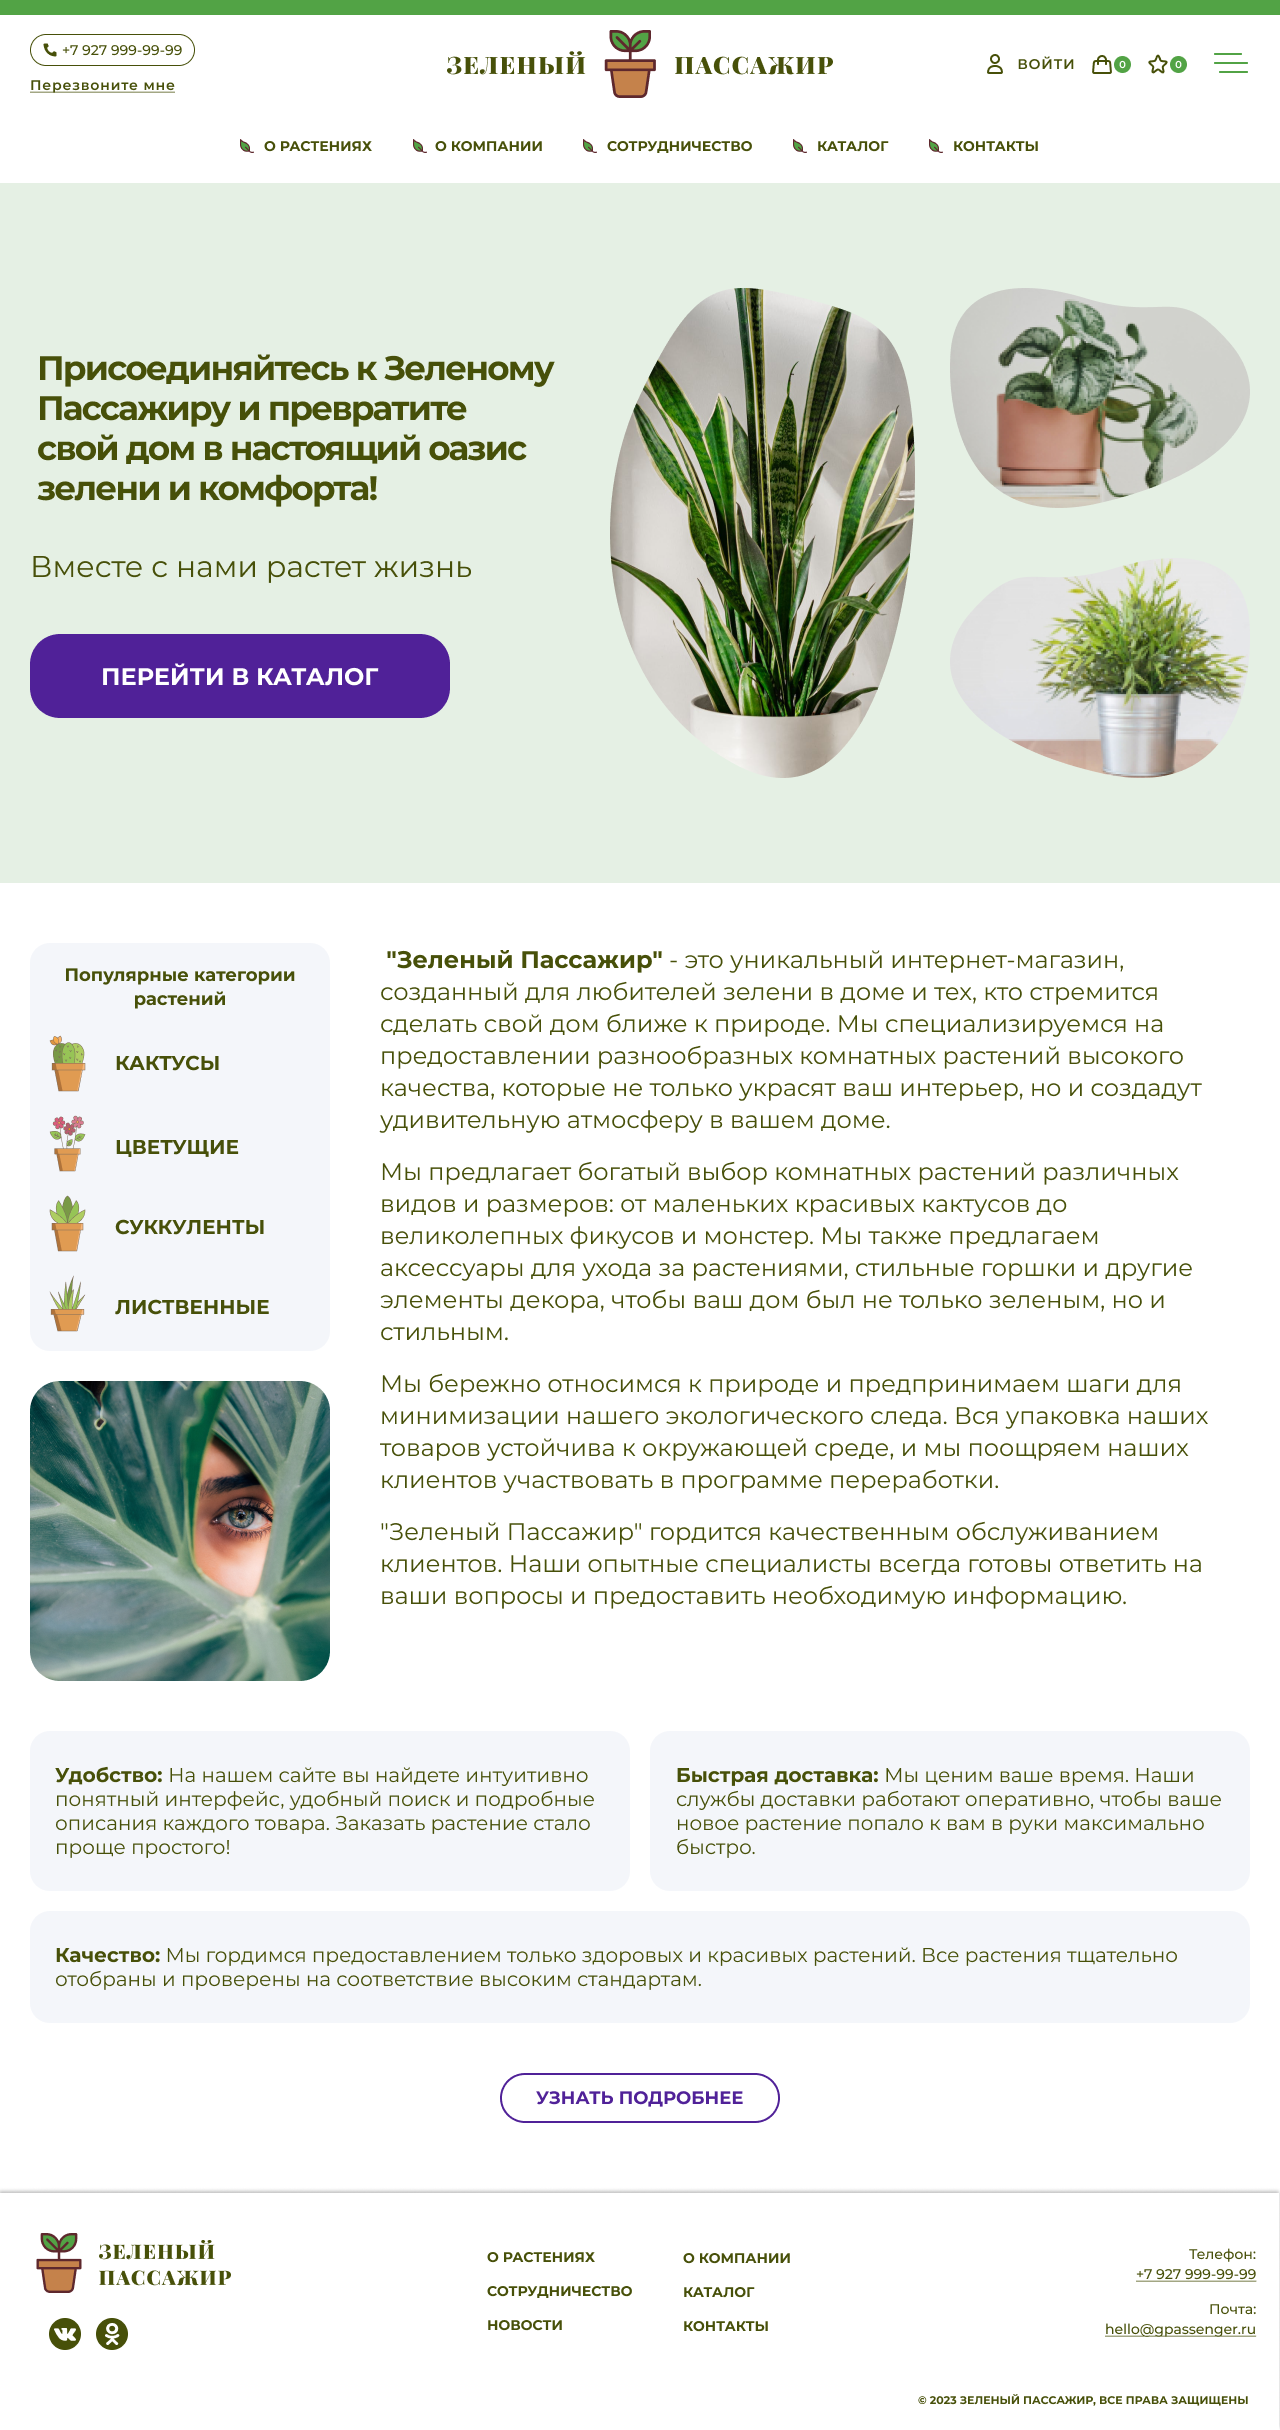 +7 927 999-99-99
Перезвоните мне
ЗЕЛЕНЫЙ ПАССАЖИР
ВОЙТИ 0 0
О РАСТЕНИЯХ О КОМПАНИИ СОТРУДНИЧЕСТВО КАТАЛОГ КОНТАКТЫ
Присоединяйтесь к Зеленому
Пассажиру и превратите
свой дом в настоящий оазис
зелени и комфорта!
Вместе с нами растет жизнь
ПЕРЕЙТИ В КАТАЛОГ
Популярные категории
растений
КАКТУСЫ
ЦВЕТУЩИЕ
СУККУЛЕНТЫ
ЛИСТВЕННЫЕ
"Зеленый Пассажир" - это уникальный интернет-магазин,
созданный для любителей зелени в доме и тех, кто стремится
сделать свой дом ближе к природе. Мы специализируемся на
предоставлении разнообразных комнатных растений высокого
качества, которые не только украсят ваш интерьер, но и создадут
удивительную атмосферу в вашем доме.
Мы предлагает богатый выбор комнатных растений различных
видов и размеров: от маленьких красивых кактусов до
великолепных фикусов и монстер. Мы также предлагаем
аксессуары для ухода за растениями, стильные горшки и другие
элементы декора, чтобы ваш дом был не только зеленым, но и
стильным.
Мы бережно относимся к природе и предпринимаем шаги для
минимизации нашего экологического следа. Вся упаковка наших
товаров устойчива к окружающей среде, и мы поощряем наших
клиентов участвовать в программе переработки.
"Зеленый Пассажир" гордится качественным обслуживанием
клиентов. Наши опытные специалисты всегда готовы ответить на
ваши вопросы и предоставить необходимую информацию.
Удобство: На нашем сайте вы найдете интуитивно
понятный интерфейс, удобный поиск и подробные
описания каждого товара. Заказать растение стало
проще простого!
Быстрая доставка: Мы ценим ваше время. Наши
службы доставки работают оперативно, чтобы ваше
новое растение попало к вам в руки максимально
быстро.
Качество: Мы гордимся предоставлением только здоровых и красивых растений. Все растения тщательно
отобраны и проверены на соответствие высоким стандартам.
УЗНАТЬ ПОДРОБНЕЕ
ЗЕЛЕНЫЙ
ПАССАЖИР
О РАСТЕНИЯХ
СОТРУДНИЧЕСТВО
НОВОСТИ
О КОМПАНИИ
КАТАЛОГ
КОНТАКТЫ
Телефон:
+7 927 999-99-99
Почта:
hello@gpassenger.ru
© 2023 ЗЕЛЕНЫЙ ПАССАЖИР, ВСЕ ПРАВА ЗАЩИЩЕНЫ